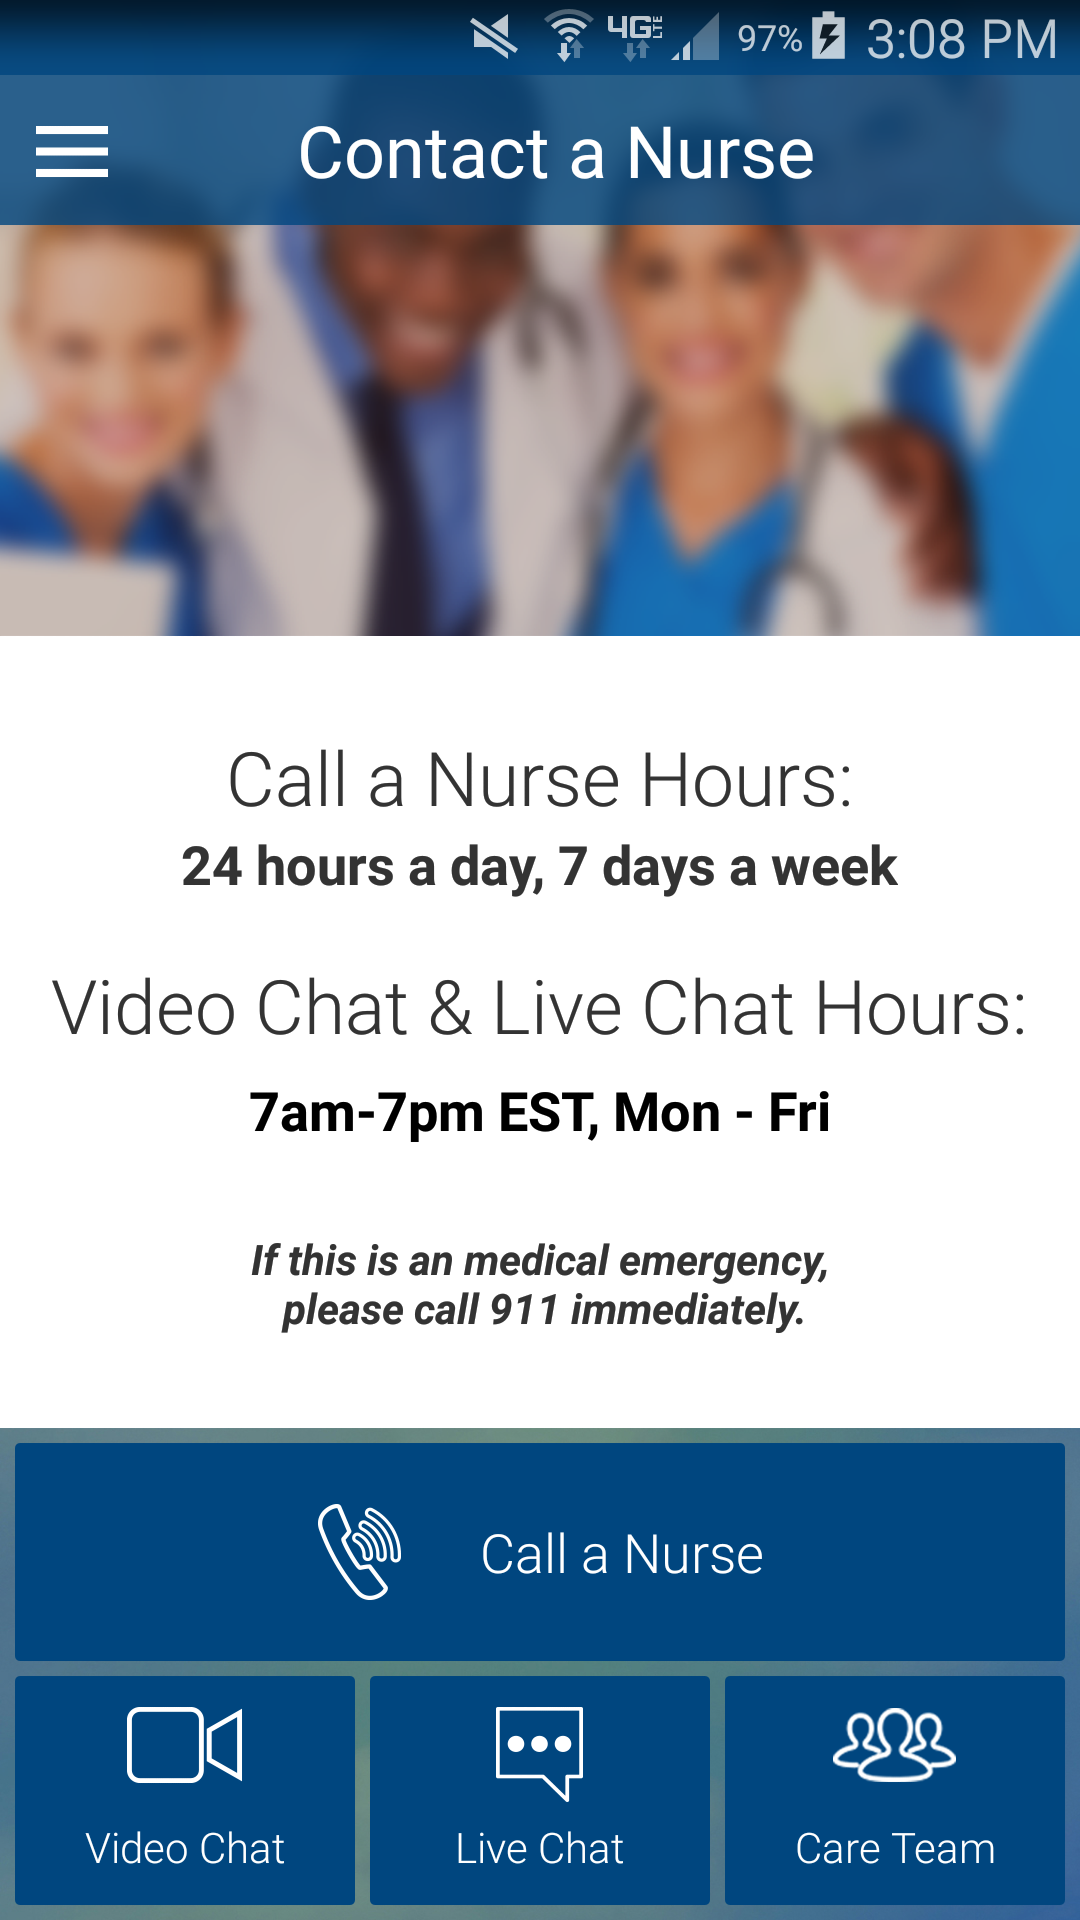 4G LTE 97% 3:08 PM
Contact a Nurse
Call a Nurse Hours:
24 hours a day, 7 days a week
Video Chat & Live Chat Hours:
7am-7pm EST, Mon - Fri
If this is an medical emergency,
please call 911 immediately.
Call a Nurse
Video Chat
Live Chat
Care Team